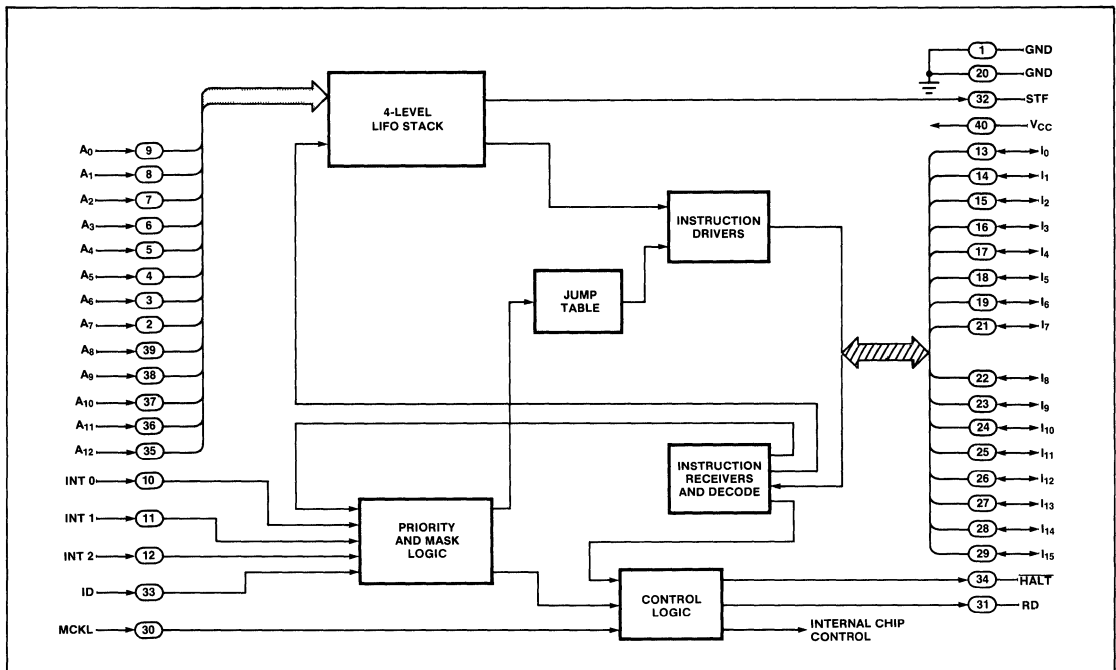 1 GND
20 GND
32 STF
40 VCC
4-LEVEL
LIFO STACK
A0 9
A1 8
A2 7
A3 6
A4 5
A5 4
A6 3
A7 2
A8 39
A9 38
A10 37
A11 36
A12 35
INT 0 10
INT 1 11
INT 2 12
ID 33
MCKL 30
INSTRUCTION
DRIVERS
JUMP
TABLE
INSTRUCTION
RECEIVERS
AND DECODE
PRIORITY
AND MASK
LOGIC
CONTROL
LOGIC
INTERNAL CHIP
CONTROL
13 I0
14 I1
15 I2
16 I3
17 I4
18 I5
19 I6
21 I7
22 I8
23 I9
24 I10
25 I11
26 I12
27 I13
28 I14
29 I15
34 HALT
31 RD